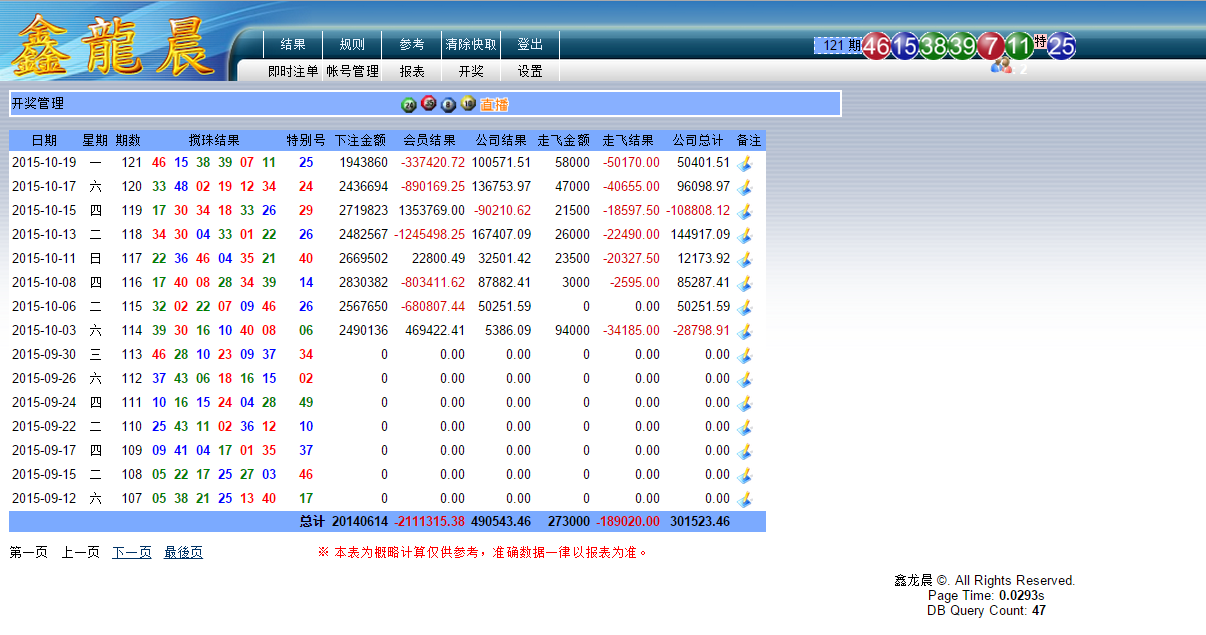 鑫龍晨
结果 规则 参考 清除快取 登出
121 期 46 15 38 39 7 11 特 25
即时注单 帐号管理 报表 开奖 设置
2
开奖管理 24 35 8 10 直播
日期 星期 期数 搅珠结果 特别号 下注金额 会员结果 公司结果 走飞金额 走飞结果 公司总计 备注
2015-10-19 一 121 46 15 38 39 07 11 25 1943860 -337420.72 100571.51 58000 -50170.00 50401.51
2015-10-17 六 120 33 48 02 19 12 34 24 2436694 -890169.25 136753.97 47000 -40655.00 96098.97
2015-10-15 四 119 17 30 34 18 33 26 29 2719823 1353769.00 -90210.62 21500 -18597.50 -108808.12
2015-10-13 二 118 34 30 04 33 01 22 26 2482567 -1245498.25 167407.09 26000 -22490.00 144917.09
2015-10-11 日 117 22 36 46 04 35 21 40 2669502 22800.49 32501.42 23500 -20327.50 12173.92
2015-10-08 四 116 17 40 08 28 34 39 14 2830382 -803411.62 87882.41 3000 -2595.00 85287.41
2015-10-06 二 115 32 02 22 07 09 46 26 2567650 -680807.44 50251.59 0 0.00 50251.59
2015-10-03 六 114 39 30 16 10 40 08 06 2490136 469422.41 5386.09 94000 -34185.00 -28798.91
2015-09-30 三 113 46 28 10 23 09 37 34 0 0.00 0.00 0 0.00 0.00
2015-09-26 六 112 37 43 06 18 16 15 02 0 0.00 0.00 0 0.00 0.00
2015-09-24 四 111 10 16 15 24 04 28 49 0 0.00 0.00 0 0.00 0.00
2015-09-22 二 110 25 43 11 02 36 12 10 0 0.00 0.00 0 0.00 0.00
2015-09-17 四 109 09 41 04 17 01 35 37 0 0.00 0.00 0 0.00 0.00
2015-09-15 二 108 05 22 17 25 27 03 46 0 0.00 0.00 0 0.00 0.00
2015-09-12 六 107 05 38 21 25 13 40 17 0 0.00 0.00 0 0.00 0.00
总计 20140614 -2111315.38 490543.46 273000 -189020.00 301523.46
第一页 上一页 下一页 最後页 ※ 本表为概略计算仅供参考，准确数据一律以报表为准。
鑫龙晨 ©. All Rights Reserved.
Page Time: 0.0293s
DB Query Count: 47